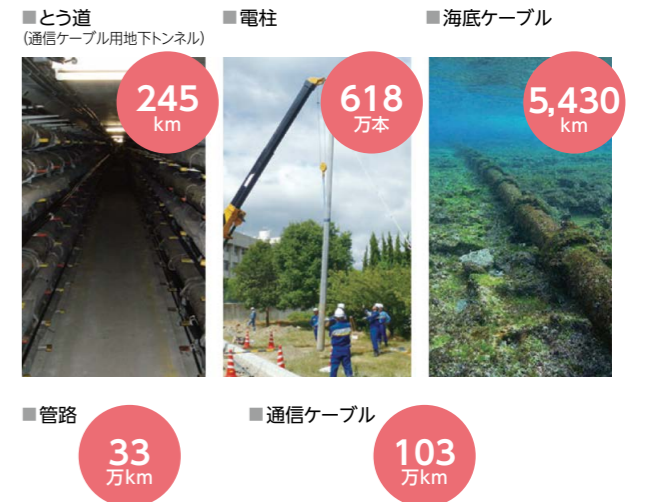 ■とう道
(通信ケーブル用地下トンネル)
245
km
■電柱
618
万本
■海底ケーブル
5,430
km
■管路
33
万km
■通信ケーブル
103
万km